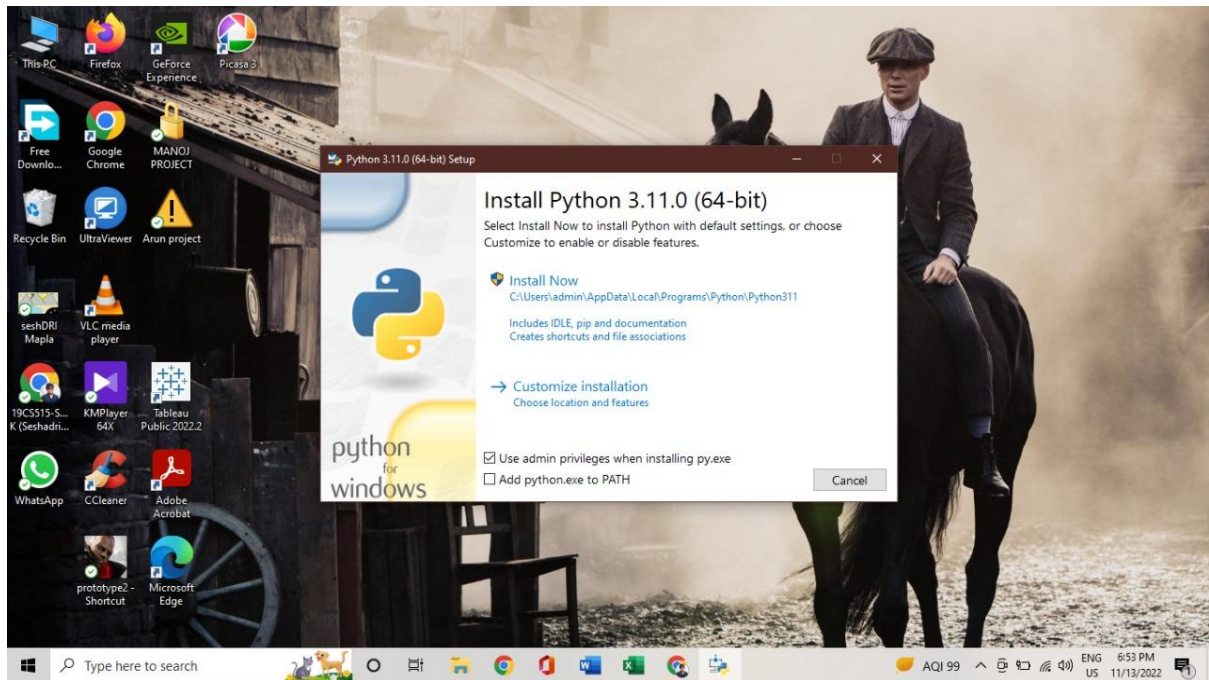 This PC
Firefox
GeForce
Experience
Picasa 3
Free
Downlo...
Google
Chrome
MANOJ
PROJECT
Recycle Bin
UltraViewer
Arun project
seshDRI
Mapla
VLC media
player
19CS515-S...
K (Seshadri...
KMPlayer
64X
Tableau
Public 2022.2
WhatsApp
CCleaner
Adobe
Acrobat
prototype2 -
Shortcut
Microsoft
Edge
Python 3.11.0 (64-bit) Setup
Install Python 3.11.0 (64-bit)
Select Install Now to install Python with default settings, or choose
Customize to enable or disable features.
Install Now
C:\Users\admin\AppData\Local\Programs\Python\Python311
Includes IDLE, pip and documentation
Creates shortcuts and file associations
Customize installation
Choose location and features
python
for
windows
Use admin privileges when installing py.exe
Add python.exe to PATH
Cancel
Type here to search
AQI 99
ENG
US
6:53 PM
11/13/2022
1